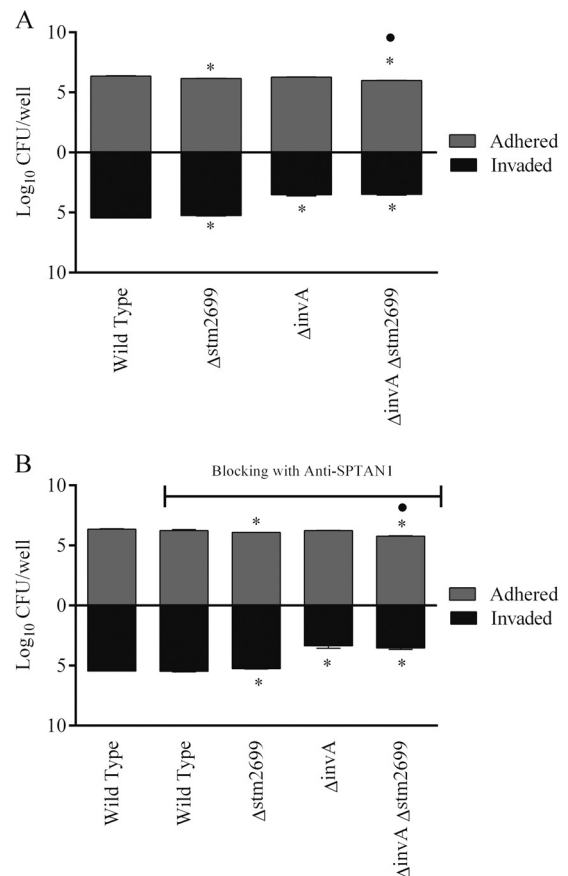 A
10
5
0
5
10
Log10 CFU/well
* * ●
* * *
Adhered
Invaded
Wild Type
Δstm2699
ΔinvA
ΔinvA Δstm2699
B
Blocking with Anti-SPTAN1
10
5
0
5
10
Log10 CFU/well
* * ●
* * *
Adhered
Invaded
Wild Type
Wild Type
Δstm2699
ΔinvA
ΔinvA Δstm2699